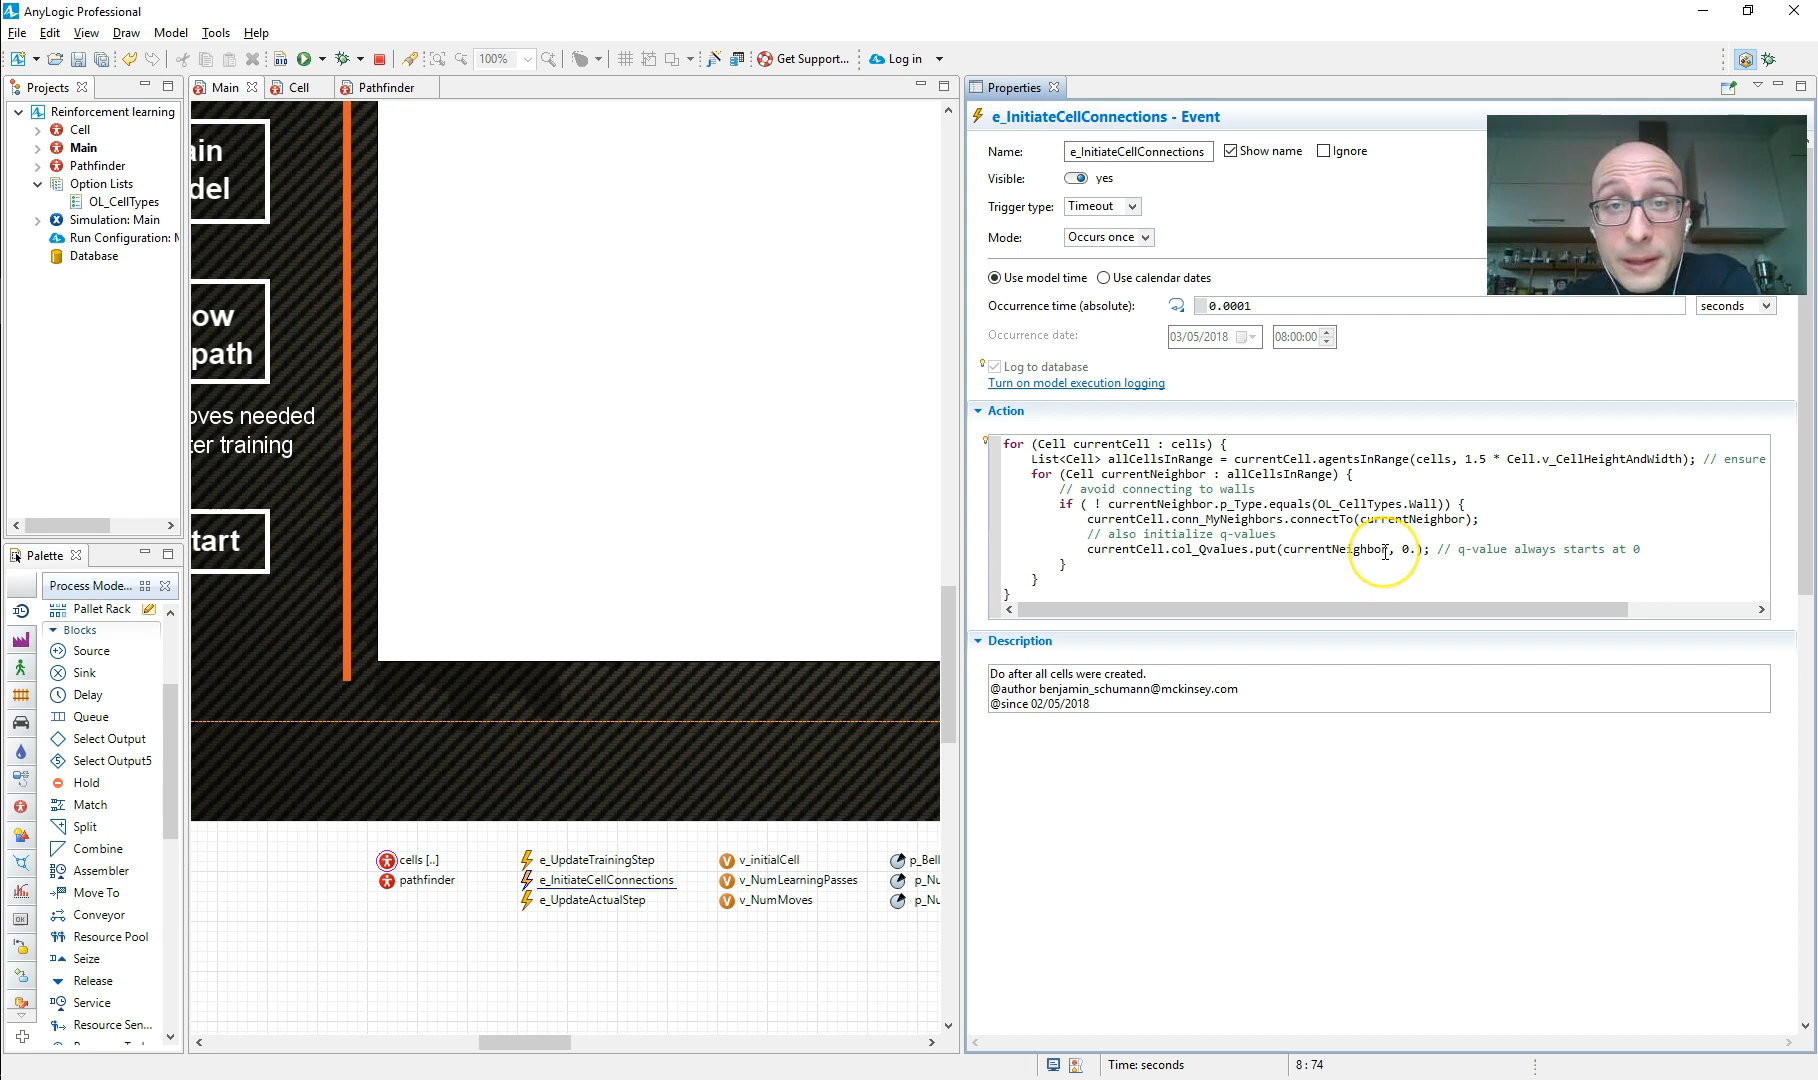 AnyLogic Professional
File Edit View Draw Model Tools Help
100% Get Support... Log in
Projects
Reinforcement learning
Cell
Main
Pathfinder
Option Lists
OL_CellTypes
Simulation: Main
Run Configuration:
Database
Palette
Process Mode...
Pallet Rack
Blocks
Source
Sink
Delay
Queue
Select Output
Select Output5
Hold
Match
Split
Combine
Assembler
Move To
Conveyor
Resource Pool
Seize
Release
Service
Resource Sen...
Main Cell Pathfinder
ain
del
ow
path
oves needed
ter training
tart
cells [..]
pathfinder
e_UpdateTrainingStep
e_InitiateCellConnections
e_UpdateActualStep
v_initialCell
v_NumLearningPasses
v_NumMoves
p_Bell
p_Nu
p_Nu
Properties
e_InitiateCellConnections - Event
Name: e_InitiateCellConnections Show name Ignore
Visible: yes
Trigger type: Timeout
Mode: Occurs once
Use model time Use calendar dates
Occurrence time (absolute): 0.0001 seconds
Occurrence date: 03/05/2018 08:00:00
Log to database
Turn on model execution logging
Action
for (Cell currentCell : cells) {
List<Cell> allCellsInRange = currentCell.agentsInRange(cells, 1.5 * Cell.v_CellHeightAndWidth); // ensure
for (Cell currentNeighbor : allCellsInRange) {
// avoid connecting to walls
if ( ! currentNeighbor.p_Type.equals(OL_CellTypes.Wall)) {
currentCell.conn_MyNeighbors.connectTo(currentNeighbor);
// also initialize q-values
currentCell.col_Qvalues.put(currentNeighbor, 0.); // q-value always starts at 0
}
}
}
Description
Do after all cells were created.
@author benjamin_schumann@mckinsey.com
@since 02/05/2018
Time: seconds 8 : 74